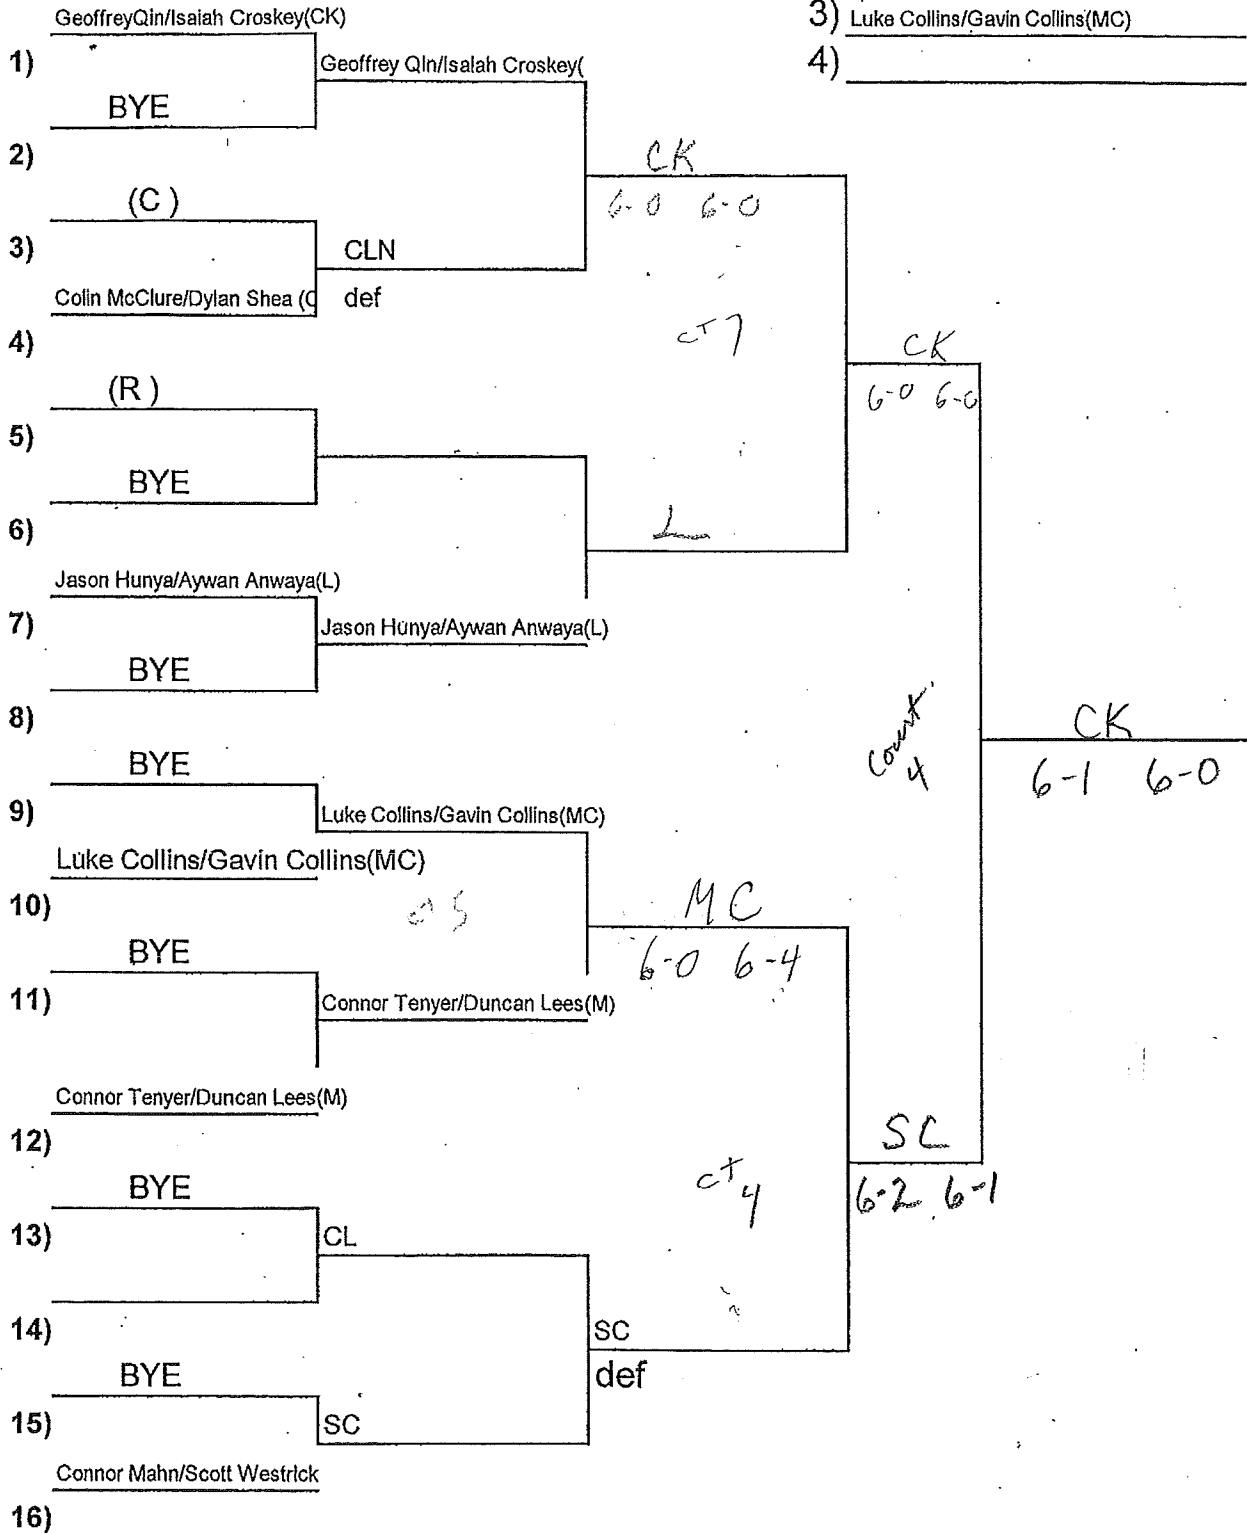 GeoffreyQin/Isaiah Croskey(CK)
3) Luke Collins/Gavin Collins(MC)
1)
Geoffrey Qin/Isaiah Croskey(
4)
BYE
2)
CK
(C )
6-0 6-0
3)
CLN
Colin McClure/Dylan Shea (C
def
4)
CT 7
CK
(R )
6-0 6-0
5)
BYE
6)
L
Jason Hunya/Aywan Anwaya(L)
7)
Jason Hunya/Aywan Anwaya(L)
BYE
8)
Court
4
CK
BYE
6-1 6-0
9)
Luke Collins/Gavin Collins(MC)
Luke Collins/Gavin Collins(MC)
10)
MC
BYE
6-0 6-4
11)
Connor Tenyer/Duncan Lees(M)
Connor Tenyer/Duncan Lees(M)
12)
SC
BYE
CT 4
6-2 6-1
13)
CL
14)
SC
BYE
def
15)
SC
Connor Mahn/Scott Westrick
16)